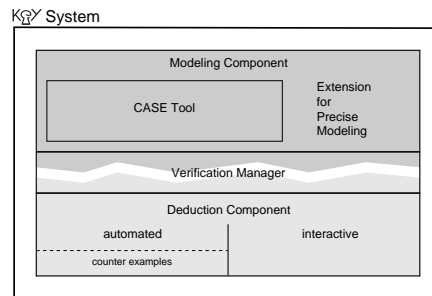 KeY System
Modeling Component
CASE Tool
Extension
for
Precise
Modeling
Verification Manager
Deduction Component
automated
interactive
counter examples